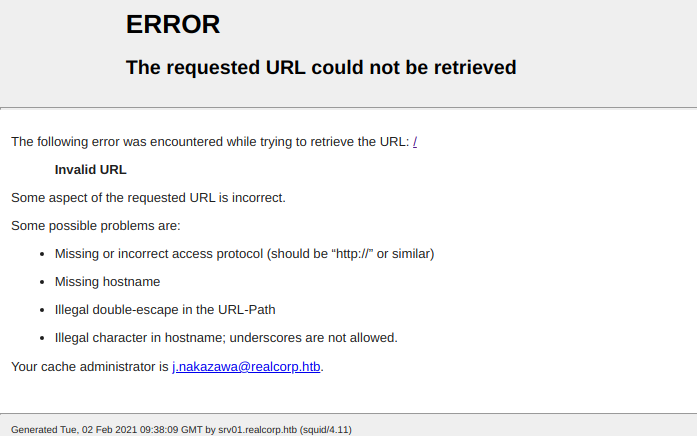 ERROR
The requested URL could not be retrieved
The following error was encountered while trying to retrieve the URL: /
Invalid URL
Some aspect of the requested URL is incorrect.
Some possible problems are:
• Missing or incorrect access protocol (should be “http://” or similar)
• Missing hostname
• Illegal double-escape in the URL-Path
• Illegal character in hostname; underscores are not allowed.
Your cache administrator is j.nakazawa@realcorp.htb.
Generated Tue, 02 Feb 2021 09:38:09 GMT by srv01.realcorp.htb (squid/4.11)